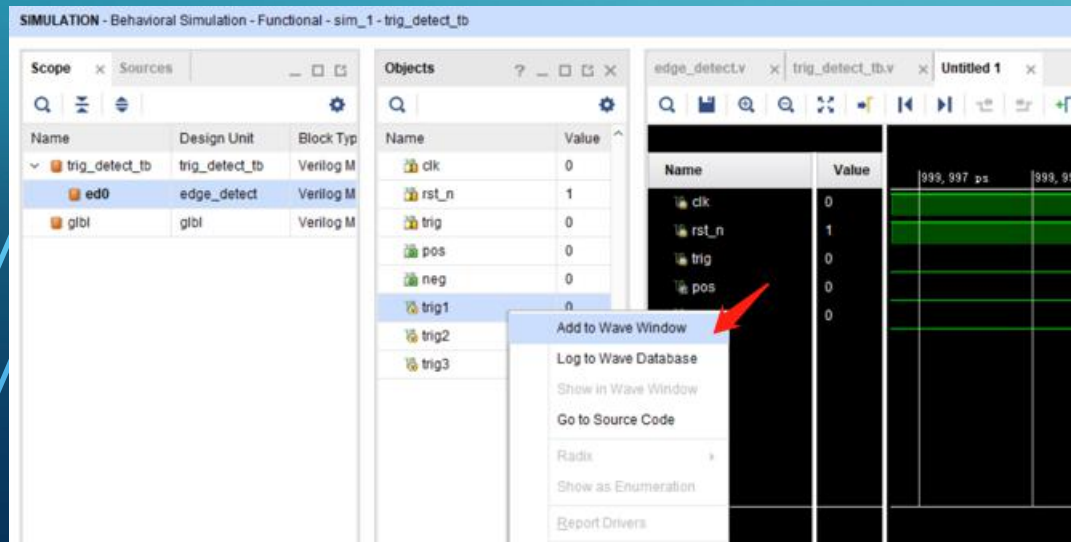 SIMULATION - Behavioral Simulation - Functional - sim_1 - trig_detect_tb
Scope Sources
Name Design Unit Block Typ
trig_detect_tb trig_detect_tb Verilog M
ed0 edge_detect Verilog M
glbl glbl Verilog M
Objects ?
Name Value
clk 0
rst_n 1
trig 0
pos 0
neg 0
trig1 0
trig2
trig3
Add to Wave Window
Log to Wave Database
Show in Wave Window
Go to Source Code
Radix
Show as Enumeration
Report Drivers
edge_detect.v trig_detect_tb.v Untitled 1
Name Value
999,997 ps 999,99
clk 0
rst_n 1
trig 0
pos 0
0